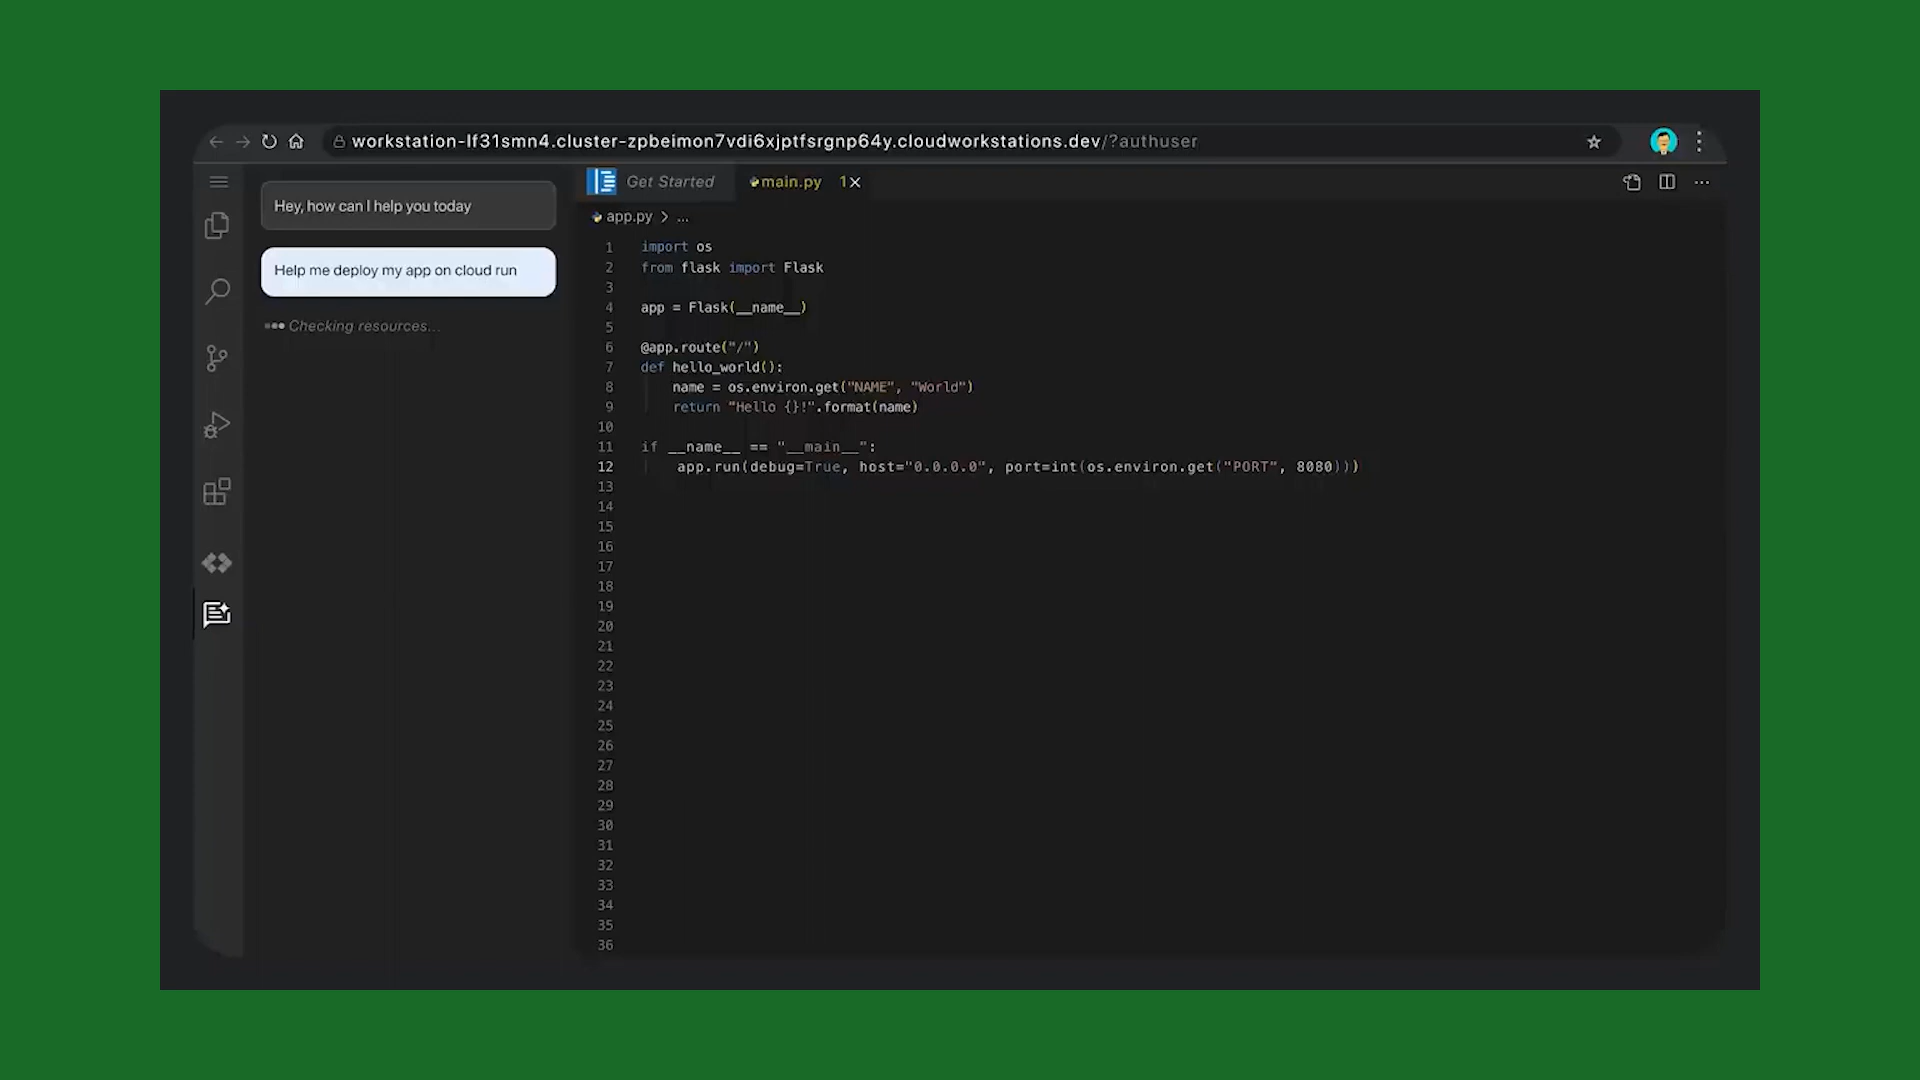 workstation-lf31smn4.cluster-zpbeimon7vdi6xjptfsrgnp64y.cloudworkstations.dev/?authuser
Hey, how can I help you today
Help me deploy my app on cloud run
Checking resources...
Get Started
main.py 1
app.py > ...
1 import os
2 from flask import Flask
3
4 app = Flask(__name__)
5
6 @app.route("/")
7 def hello_world():
8 name = os.environ.get("NAME", "World")
9 return "Hello {}!".format(name)
10
11 if __name__ == "__main__":
12 app.run(debug=True, host="0.0.0.0", port=int(os.environ.get("PORT", 8080)))
13
14
15
16
17
18
19
20
21
22
23
24
25
26
27
28
29
30
31
32
33
34
35
36